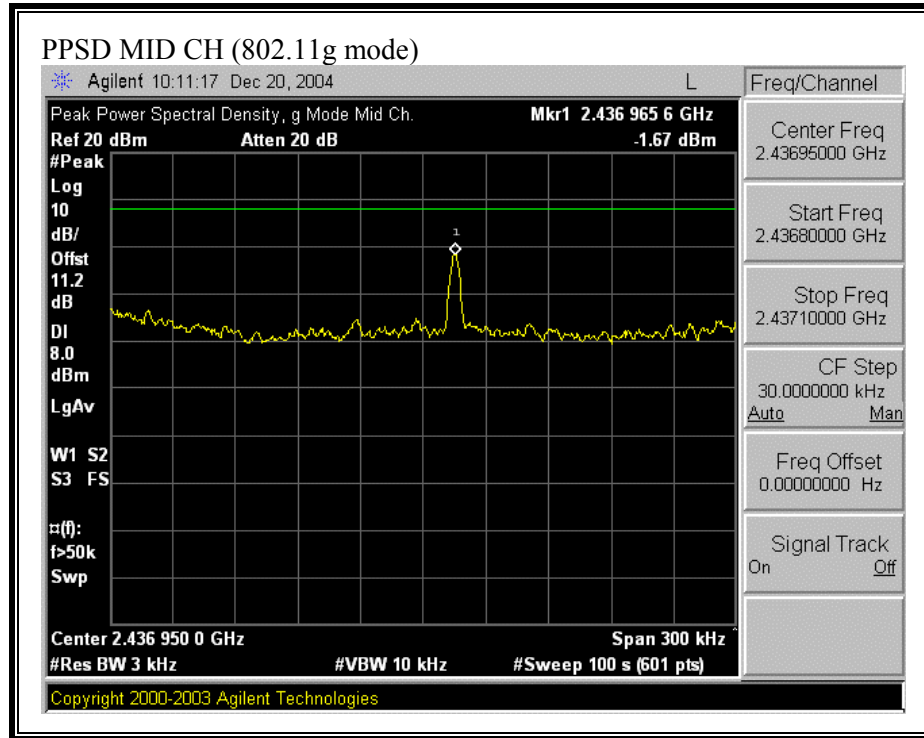 PPSD MID CH (802.11g mode)
Agilent 10:11:17 Dec 20, 2004 L
Peak Power Spectral Density, g Mode Mid Ch. Mkr1 2.436 965 6 GHz
Ref 20 dBm Atten 20 dB -1.67 dBm
#Peak
Log
10
dB/
Offst
11.2
dB
DI
8.0
dBm
LgAv
W1 S2
S3 FS
¤(f):
f>50k
Swp
1
Center 2.436 950 0 GHz Span 300 kHz
#Res BW 3 kHz #VBW 10 kHz #Sweep 100 s (601 pts)
Copyright 2000-2003 Agilent Technologies
Freq/Channel
Center Freq
2.43695000 GHz
Start Freq
2.43680000 GHz
Stop Freq
2.43710000 GHz
CF Step
30.0000000 kHz
Auto Man
Freq Offset
0.00000000 Hz
Signal Track
On Off